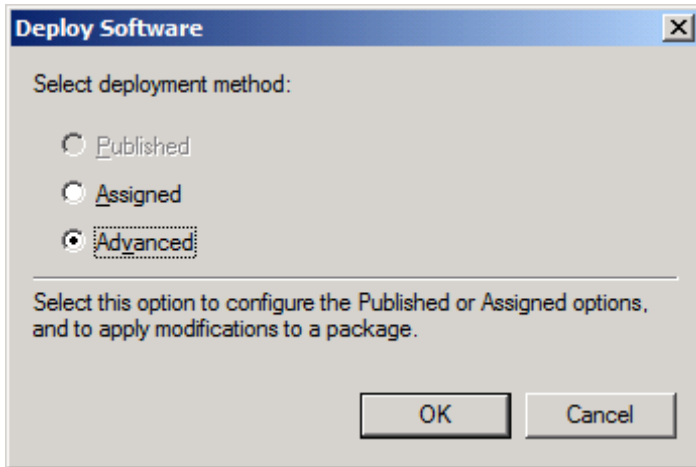 Deploy Software
Select deployment method:
Published
Assigned
Advanced
Select this option to configure the Published or Assigned options,
and to apply modifications to a package.
OK
Cancel